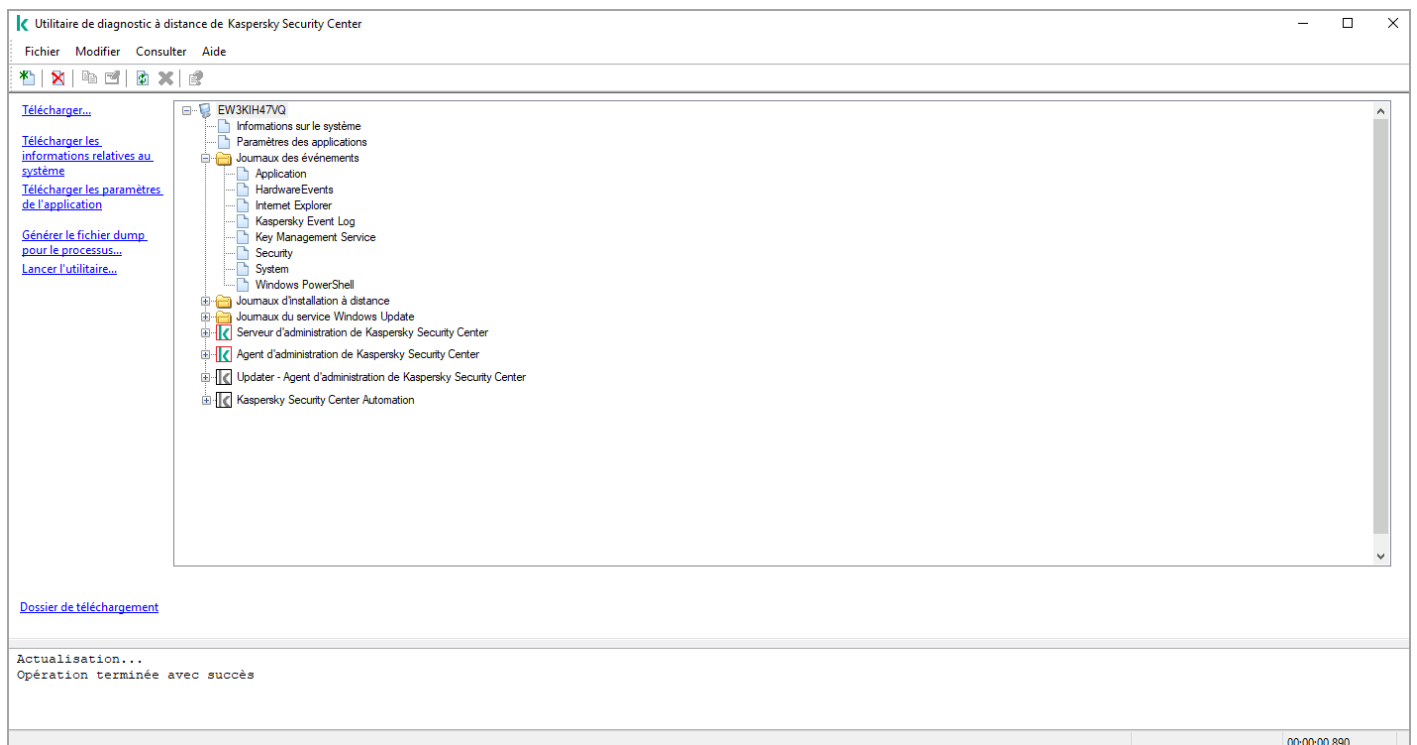 Utilitaire de diagnostic à distance de Kaspersky Security Center
Fichier Modifier Consulter Aide
Télécharger...
Télécharger les
informations relatives au
système
Télécharger les paramètres
de l'application
Générer le fichier dump
pour le processus...
Lancer l'utilitaire...
EW3KIH47VQ
Informations sur le système
Paramètres des applications
Journaux des événements
Application
HardwareEvents
Internet Explorer
Kaspersky Event Log
Key Management Service
Security
System
Windows PowerShell
Journaux d'installation à distance
Journaux du service Windows Update
Serveur d'administration de Kaspersky Security Center
Agent d'administration de Kaspersky Security Center
Updater - Agent d'administration de Kaspersky Security Center
Kaspersky Security Center Automation
Dossier de téléchargement
Actualisation...
Opération terminée avec succès
00:00:00.890